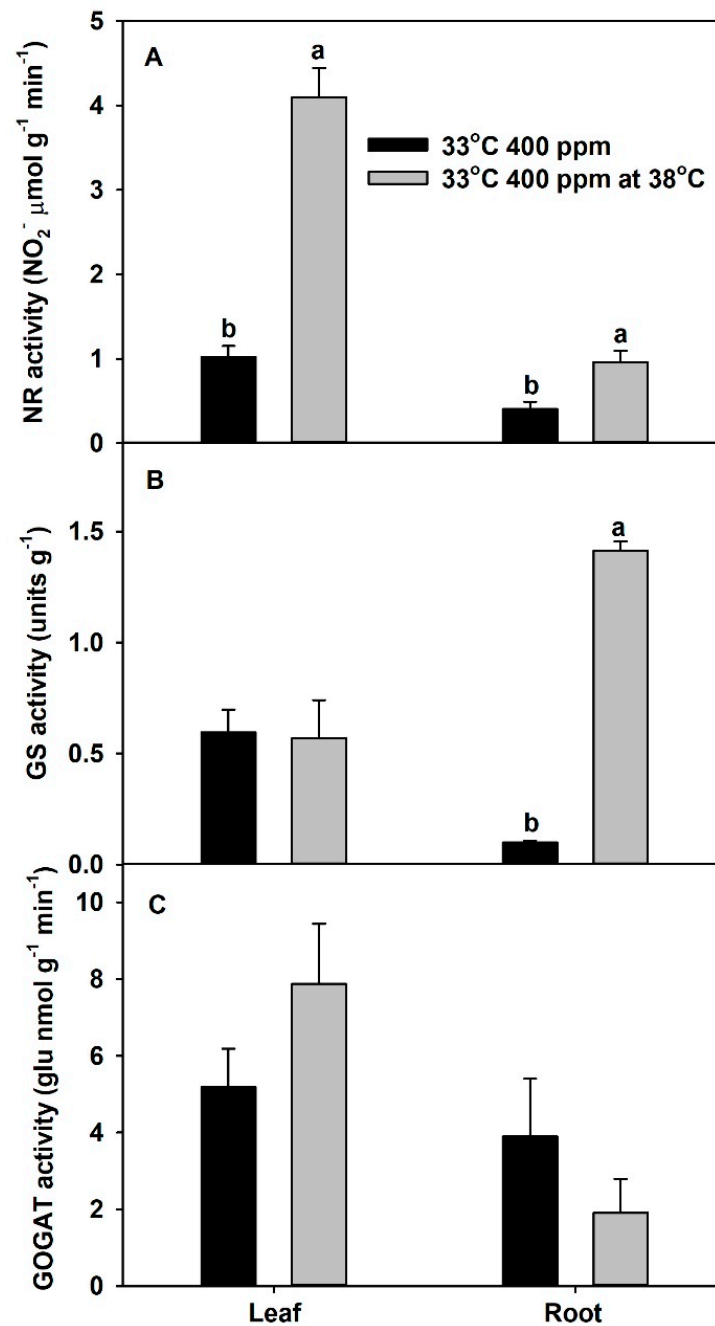 NR activity (NO₂⁻ µmol g⁻¹ min⁻¹)
5
4
3
2
1
0
A
a
33°C 400 ppm
33°C 400 ppm at 38°C
b
b
a
GS activity (units g⁻¹)
1.5
1.0
0.5
0.0
B
a
b
GOGAT activity (glu nmol g⁻¹ min⁻¹)
10
8
6
4
2
0
C
Leaf Root